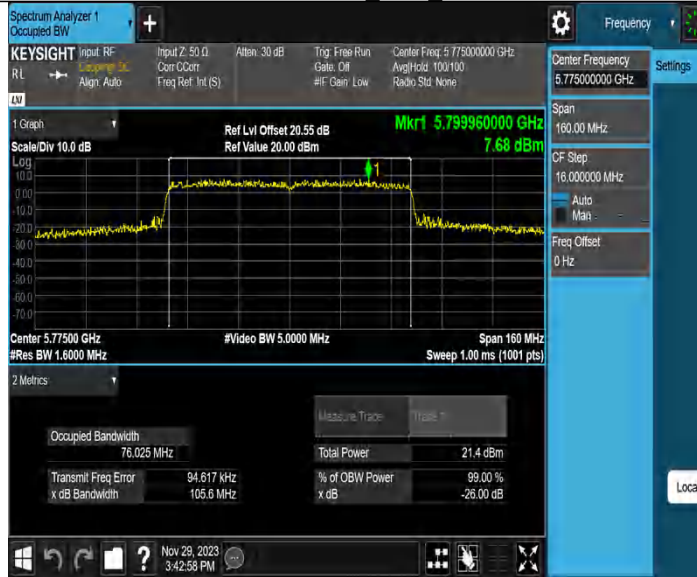 Spectrum Analyzer 1
Occupied BW
+
Frequency
KEYSIGHT
RL
Input: RF
Coupling: DC
Align: Auto
Input Z: 50 Ω
Corr CCorr
Freq Ref: Int (S)
Atten: 30 dB
Trig: Free Run
Gate: Off
#IF Gain: Low
Center Freq: 5.775000000 GHz
Avg|Hold: 100/100
Radio Std: None
1 Graph
Scale/Div 10.0 dB
Ref Lvl Offset 20.55 dB
Ref Value 20.00 dBm
Mkr1 5.799960000 GHz
7.68 dBm
Log
10.0
0.00
-10.0
-20.0
-30.0
-40.0
-50.0
-60.0
-70.0
1
Center 5.77500 GHz
#Res BW 1.6000 MHz
#Video BW 5.0000 MHz
Span 160 MHz
Sweep 1.00 ms (1001 pts)
2 Metrics
Measure Trace
Trace 1
Occupied Bandwidth
76.025 MHz
Total Power
21.4 dBm
Transmit Freq Error
94.617 kHz
% of OBW Power
99.00 %
x dB Bandwidth
105.6 MHz
x dB
-26.00 dB
Center Frequency
5.775000000 GHz
Settings
Span
160.00 MHz
CF Step
16.000000 MHz
Auto
Man
Freq Offset
0 Hz
Loca
?
Nov 29, 2023
3:42:58 PM